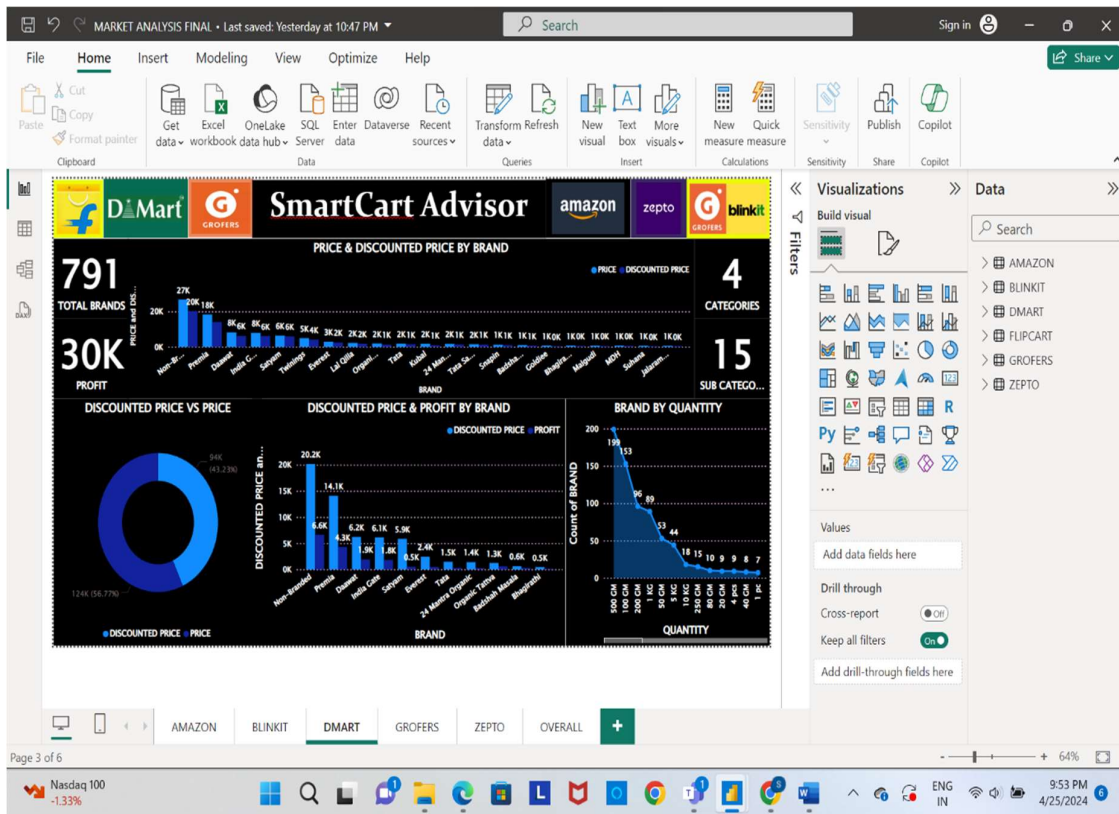 MARKET ANALYSIS FINAL • Last saved: Yesterday at 10:47 PM
Search
Sign in
File Home Insert Modeling View Optimize Help
Share
Paste
Cut
Copy
Format painter
Clipboard
Get data
Excel workbook
OneLake data hub
SQL Server
Enter data
Dataverse
Recent sources
Data
Transform data
Refresh
Queries
New visual
Text box
More visuals
Insert
New measure
Quick measure
Calculations
Sensitivity
Sensitivity
Publish
Share
Copilot
Copilot
DMart
GROFERS
SmartCart Advisor
amazon
zepto
GROFERS
blinkit
791
TOTAL BRANDS
30K
PROFIT
PRICE & DISCOUNTED PRICE BY BRAND
PRICE DISCOUNTED PRICE
PRICE and DIS...
20K
0K
27K 20K 18K 8K 6K 8K 6K 6K 6K 5K 4K 3K 2K 2K 2K 2K 1K 2K 1K 2K 1K 2K 1K 2K 1K 1K 1K 1K 1K 1K 0K 1K 0K 1K 0K 1K 0K 1K 0K
Non-Br... Premia Daawat India G... Satyam Twinings Everest Lal Qilla Organi... Tata Kubal 24 Man... Tata Sa... Snapin Badsha... Goldiee Bhagira... Malgudi MDH Suhana Jalaram...
BRAND
4
CATEGORIES
15
SUB CATEGO...
DISCOUNTED PRICE VS PRICE
94K
(43.23%)
124K (56.77%)
DISCOUNTED PRICE PRICE
DISCOUNTED PRICE & PROFIT BY BRAND
DISCOUNTED PRICE PROFIT
DISCOUNTED PRICE an...
20K
15K
10K
5K
0K
20.2K 6.6K 14.1K 4.3K 6.2K 1.9K 6.1K 1.8K 5.9K 0.5K 2.4K 1.5K 1.4K 1.3K 0.6K 0.5K
Non-Branded Premia Daawat India Gate Satyam Everest Tata 24 Mantra Organic Organic Tattva Badshah Masala Bhagirathi
BRAND
BRAND BY QUANTITY
Count of BRAND
200
150
100
50
0
199 153 96 89 53 44 18 15 10 9 9 8 7
500 GM 100 GM 200 GM 1 KG 50 GM 5 KG 10 KG 250 GM 80 GM 20 GM 4 pcs 40 GM 1 pc
QUANTITY
Filters
Visualizations
Build visual
Values
Add data fields here
Drill through
Cross-report
Off
Keep all filters
On
Add drill-through fields here
Data
Search
AMAZON
BLINKIT
DMART
FLIPCART
GROFERS
ZEPTO
AMAZON BLINKIT DMART GROFERS ZEPTO OVERALL
Page 3 of 6
64%
Nasdaq 100
-1.33%
ENG
IN
9:53 PM
4/25/2024